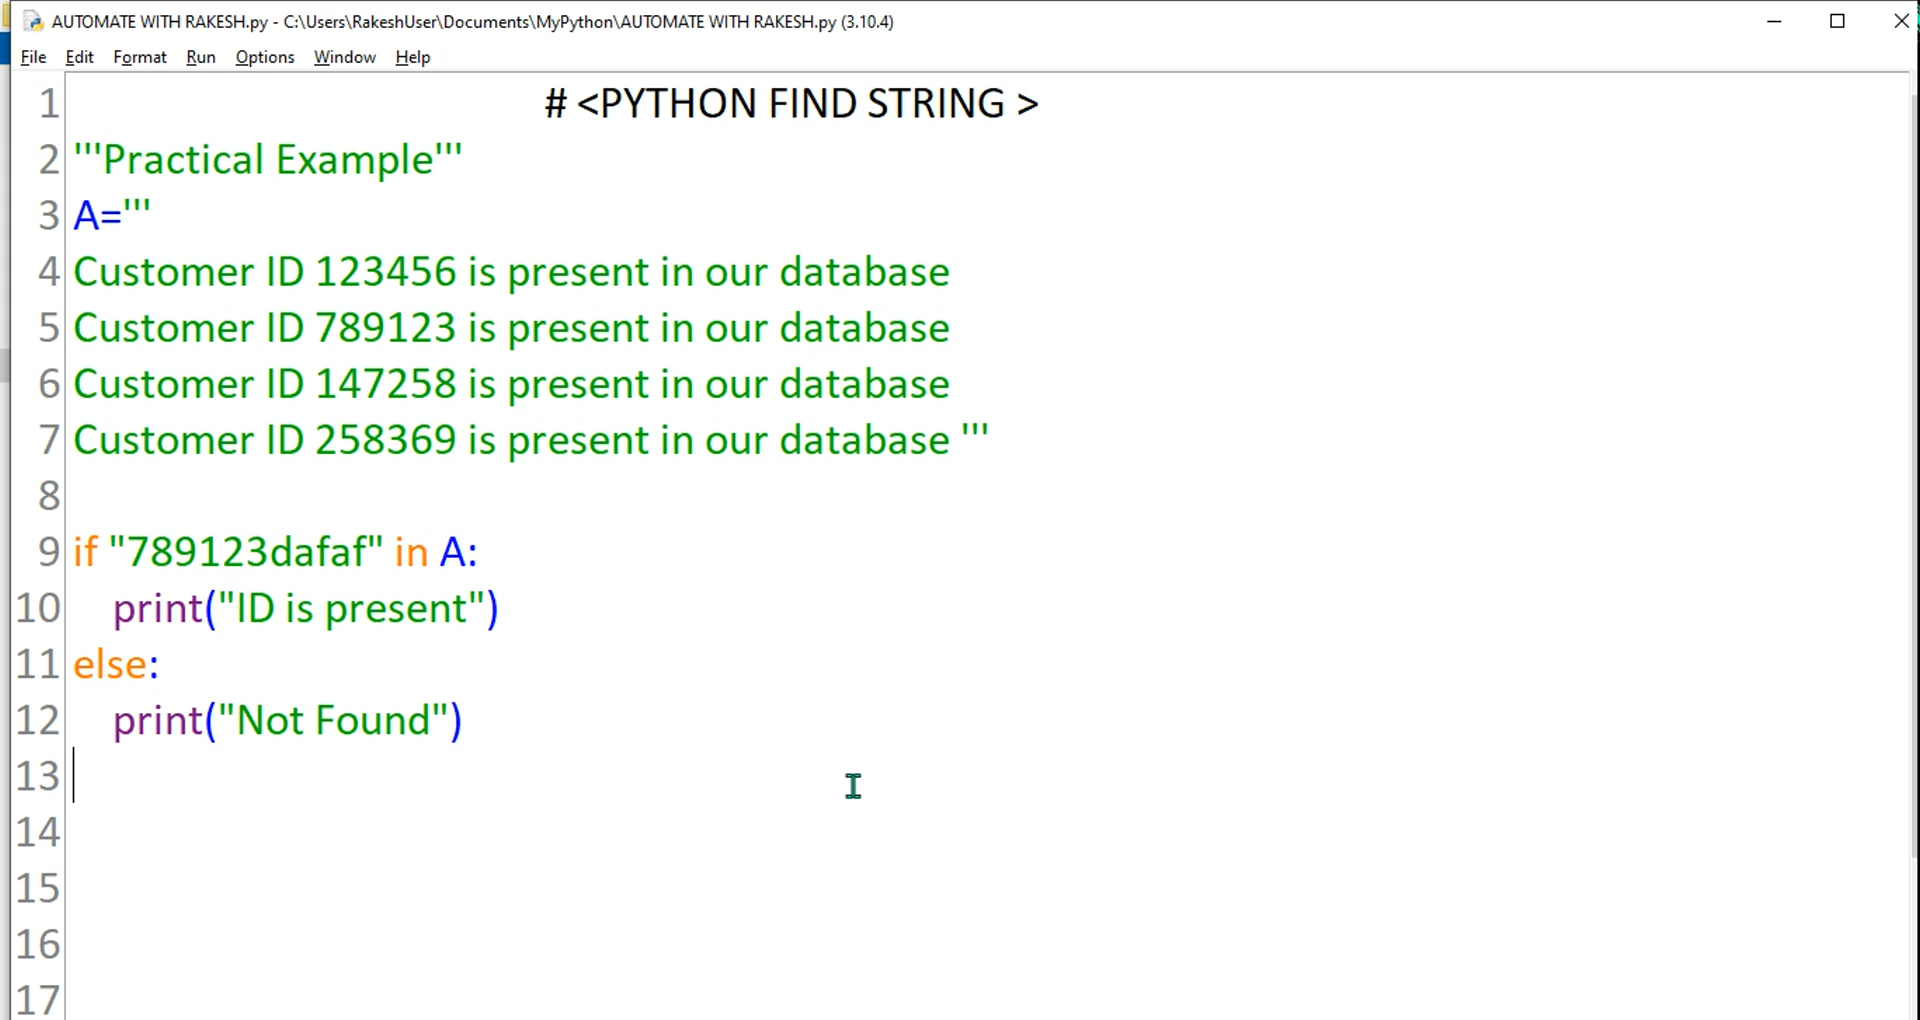 AUTOMATE WITH RAKESH.py - C:\Users\RakeshUser\Documents\MyPython\AUTOMATE WITH RAKESH.py (3.10.4)
File Edit Format Run Options Window Help
1 # <PYTHON FIND STRING >
2 '''Practical Example'''
3 A='''
4 Customer ID 123456 is present in our database
5 Customer ID 789123 is present in our database
6 Customer ID 147258 is present in our database
7 Customer ID 258369 is present in our database '''
8
9 if "789123dafaf" in A:
10     print("ID is present")
11 else:
12     print("Not Found")
13
14
15
16
17